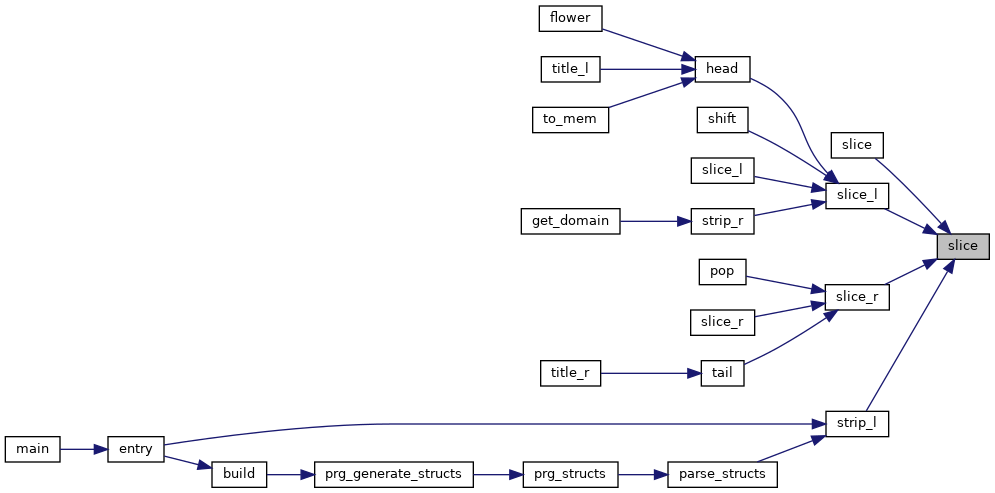 flower
title_l
head
to_mem
shift
slice
slice_l
slice_l
get_domain
strip_r
slice
pop
slice_r
slice_r
title_r
tail
strip_l
main
entry
build
prg_generate_structs
prg_structs
parse_structs